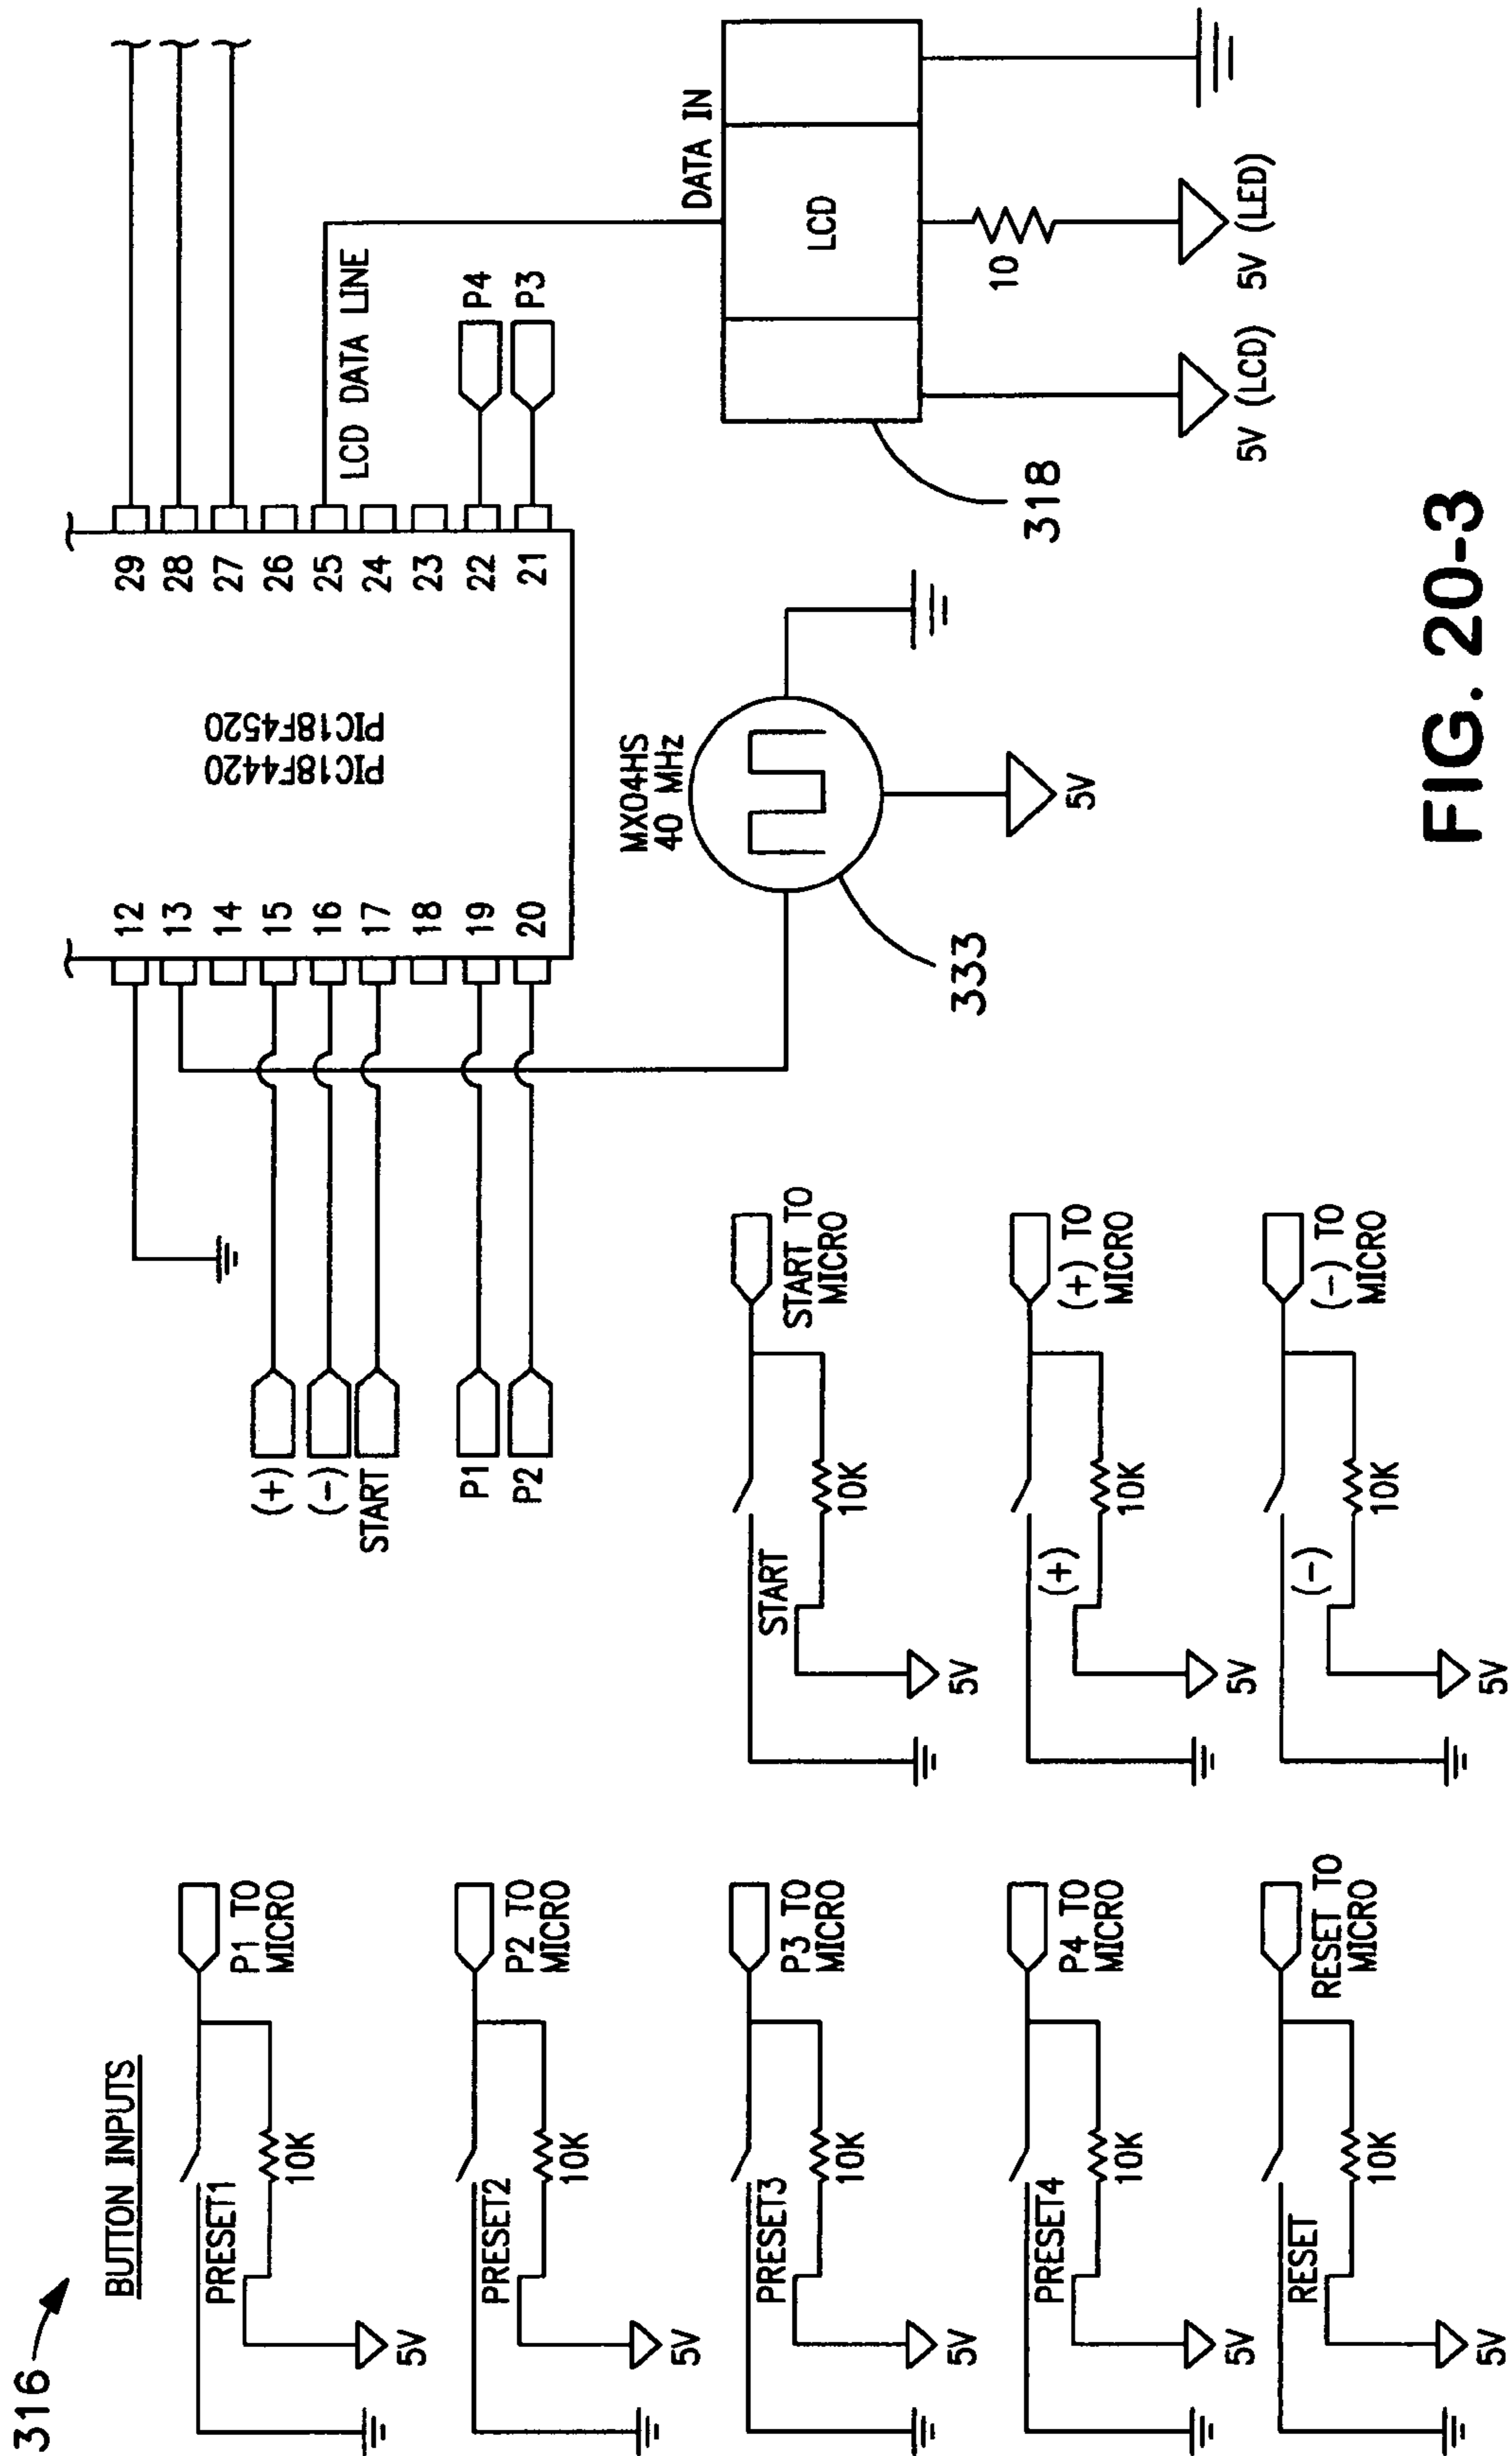 316
BUTTON INPUTS
PRESET1
10K
5V
P1 TO
MICRO
PRESET2
10K
5V
P2 TO
MICRO
PRESET3
10K
5V
P3 TO
MICRO
PRESET4
10K
5V
P4 TO
MICRO
RESET
10K
5V
RESET TO
MICRO
START
10K
5V
START TO
MICRO
(+)
10K
5V
(+) TO
MICRO
(-)
10K
5V
(-) TO
MICRO
(+)
(-)
START
P1
P2
12
13
14
15
16
17
18
19
20
PIC18F4420
PIC18F4520
29
28
27
26
25
24
23
22
21
LCD DATA LINE
P4
P3
MX04HS
40 MHz
5V
333
DATA IN
LCD
10
318
5V (LCD)
5V (LED)
FIG. 20-3